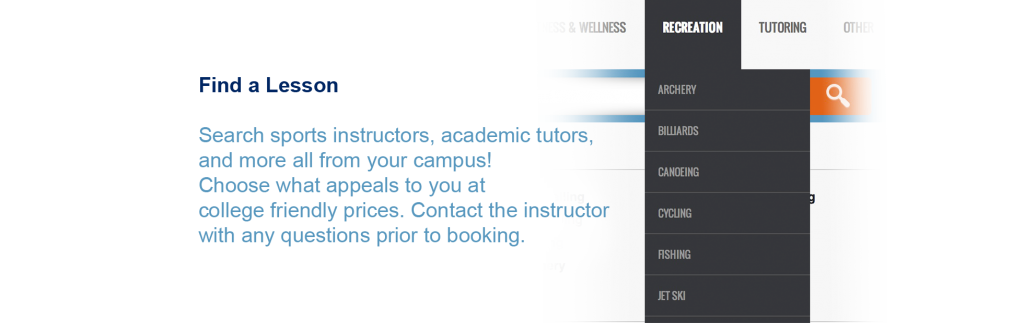 & WELLNESS
RECREATION
TUTORING
OTHER
Find a Lesson
ARCHERY
Search sports instructors, academic tutors,
BILLIARDS
and more all from your campus!
CANOEING
Choose what appeals to you at
college friendly prices. Contact the instructor
CYCLING
with any questions prior to booking.
FISHING
JET SKI